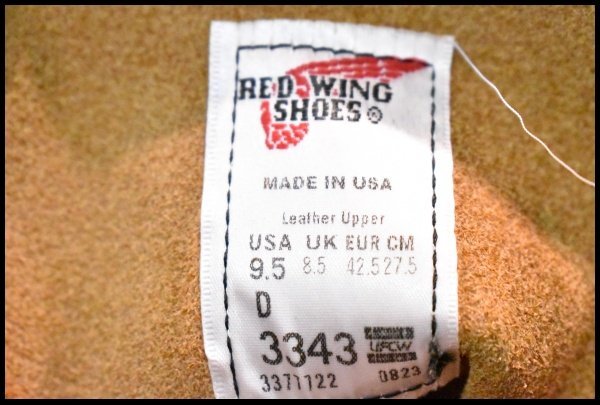 RED WING
SHOES®
MADE IN USA
Leather Upper
USA UK EUR CM
9.5 8.5 42.5 27.5
D
3343 UFCW
3371122 0823